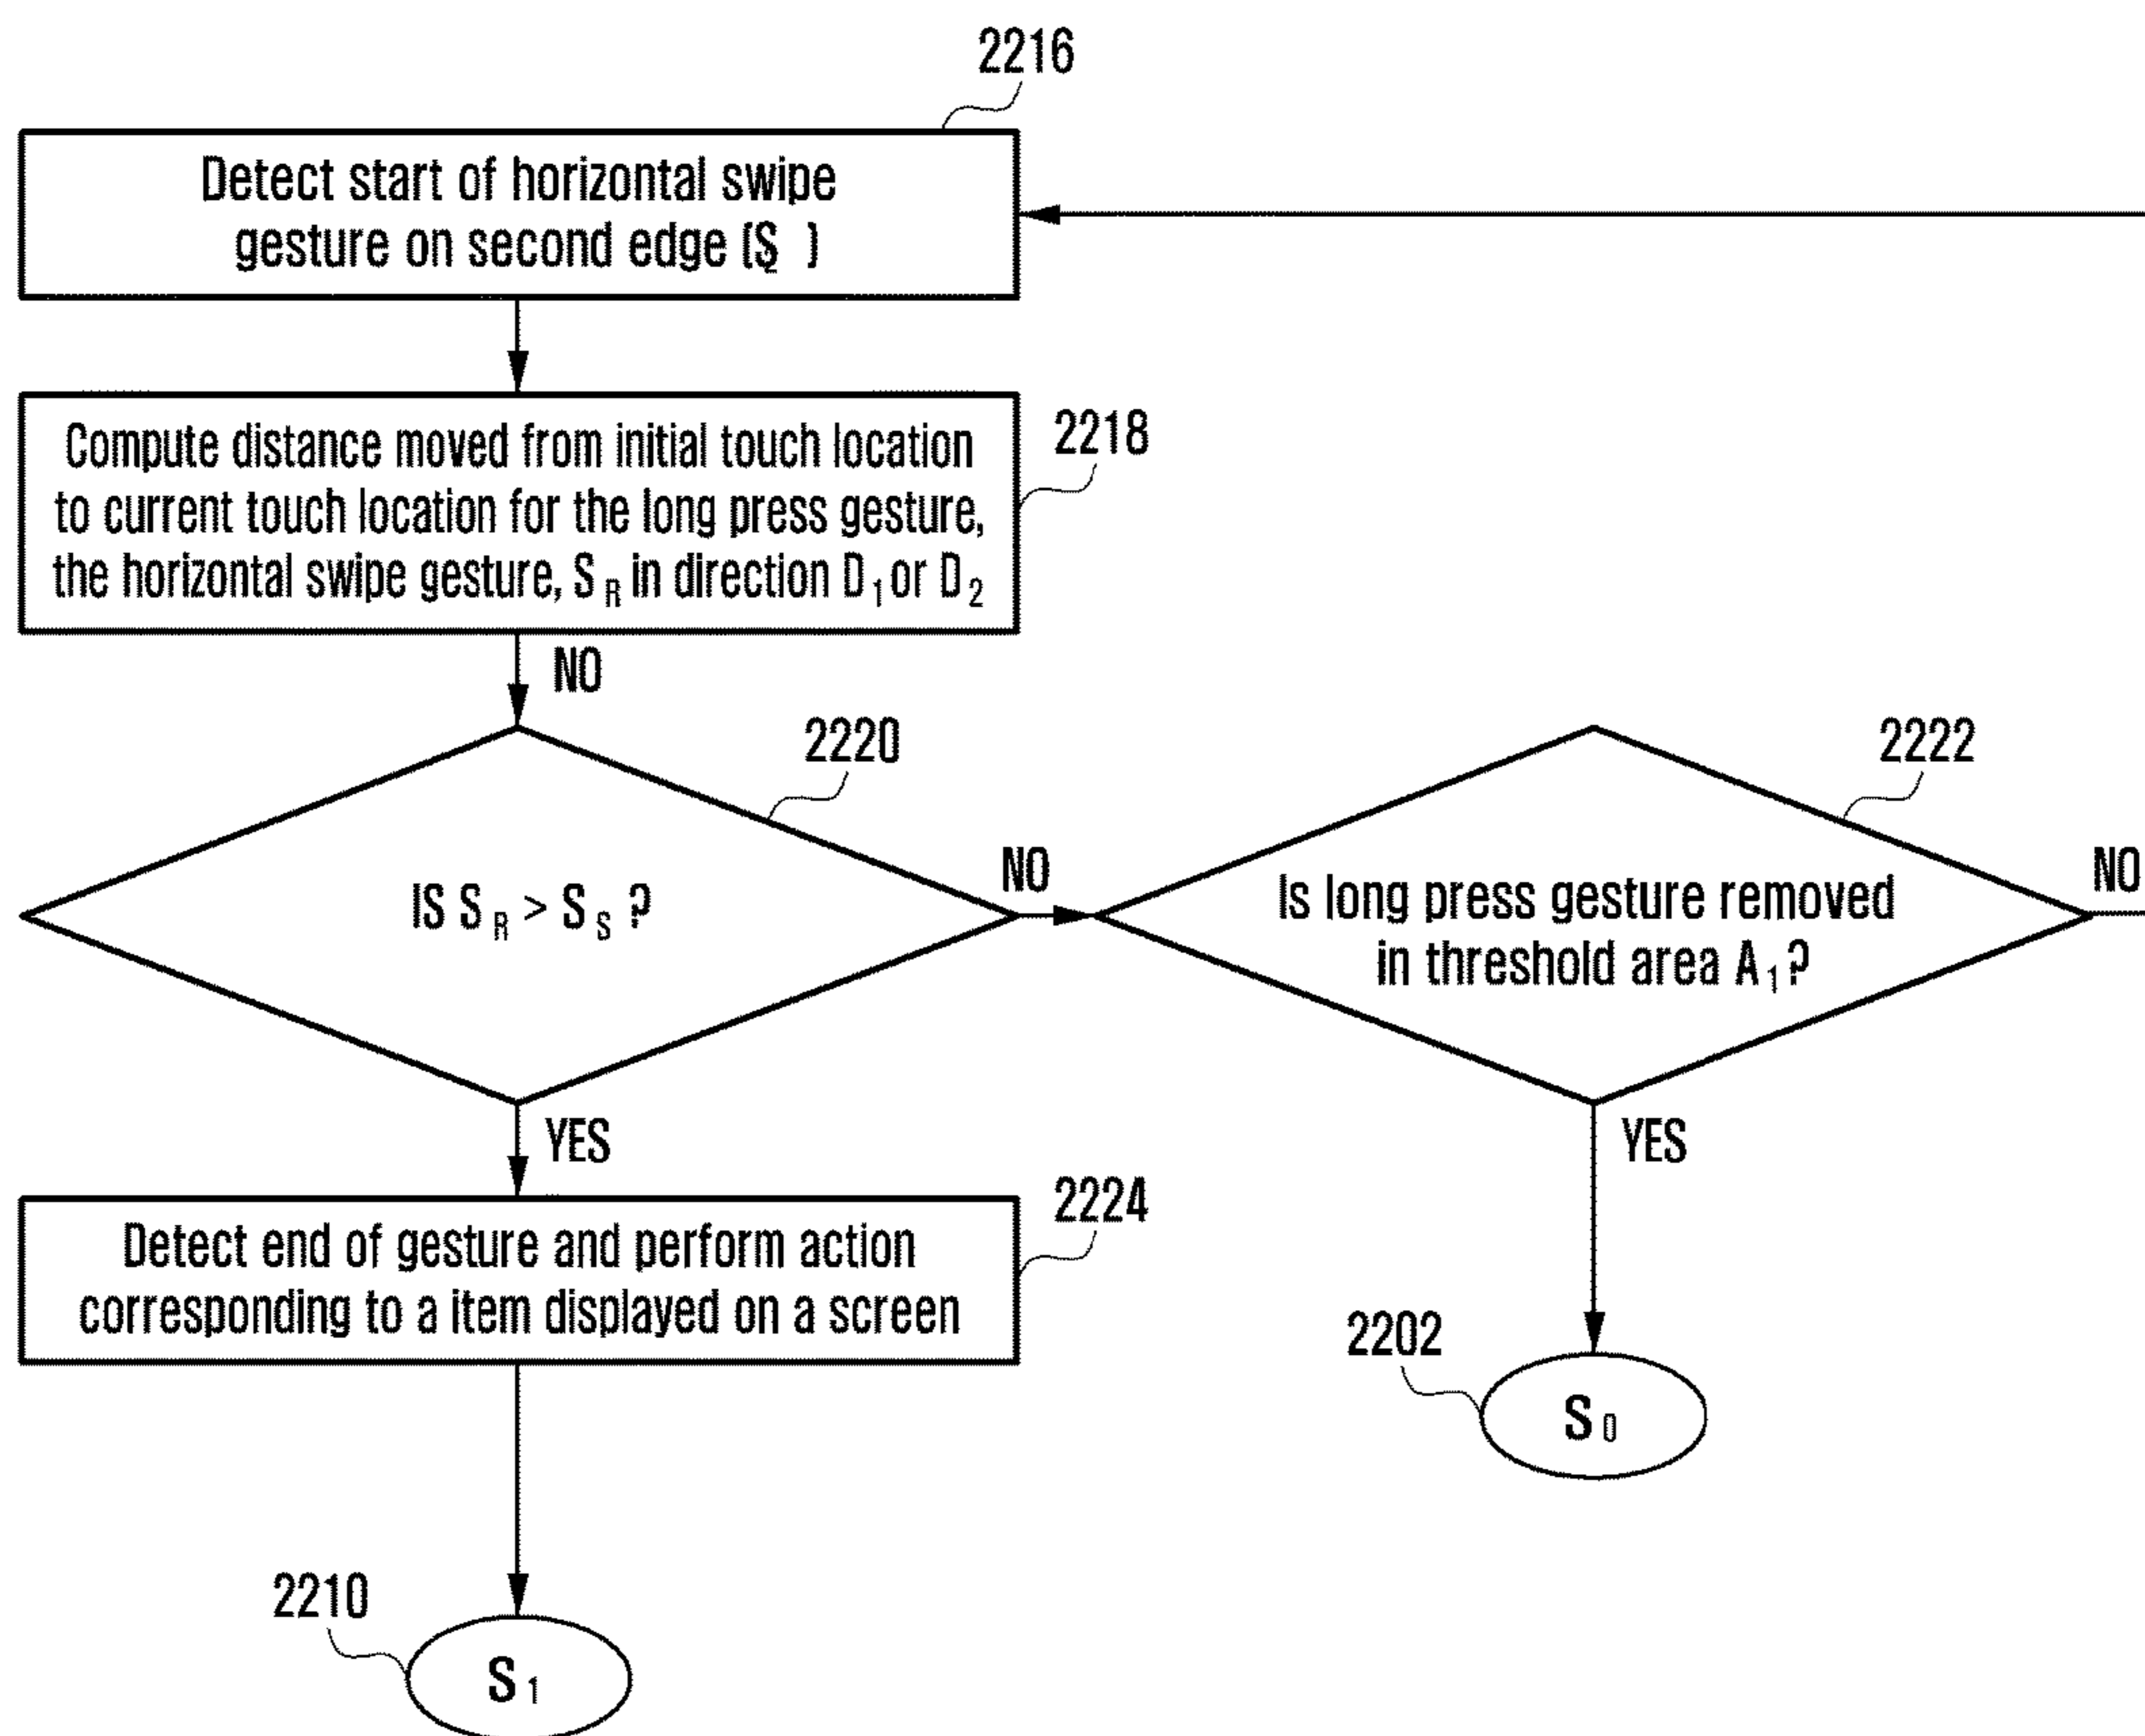 2216
Detect start of horizontal swipe
gesture on second edge (S₂ )
Compute distance moved from initial touch location
to current touch location for the long press gesture,
the horizontal swipe gesture, S R in direction D 1 or D 2
2218
NO
2220
IS S R > S S ?
NO
2222
Is long press gesture removed
in threshold area A 1 ?
NO
YES
Detect end of gesture and perform action
corresponding to a item displayed on a screen
2224
YES
2202
S 0
2210
S 1